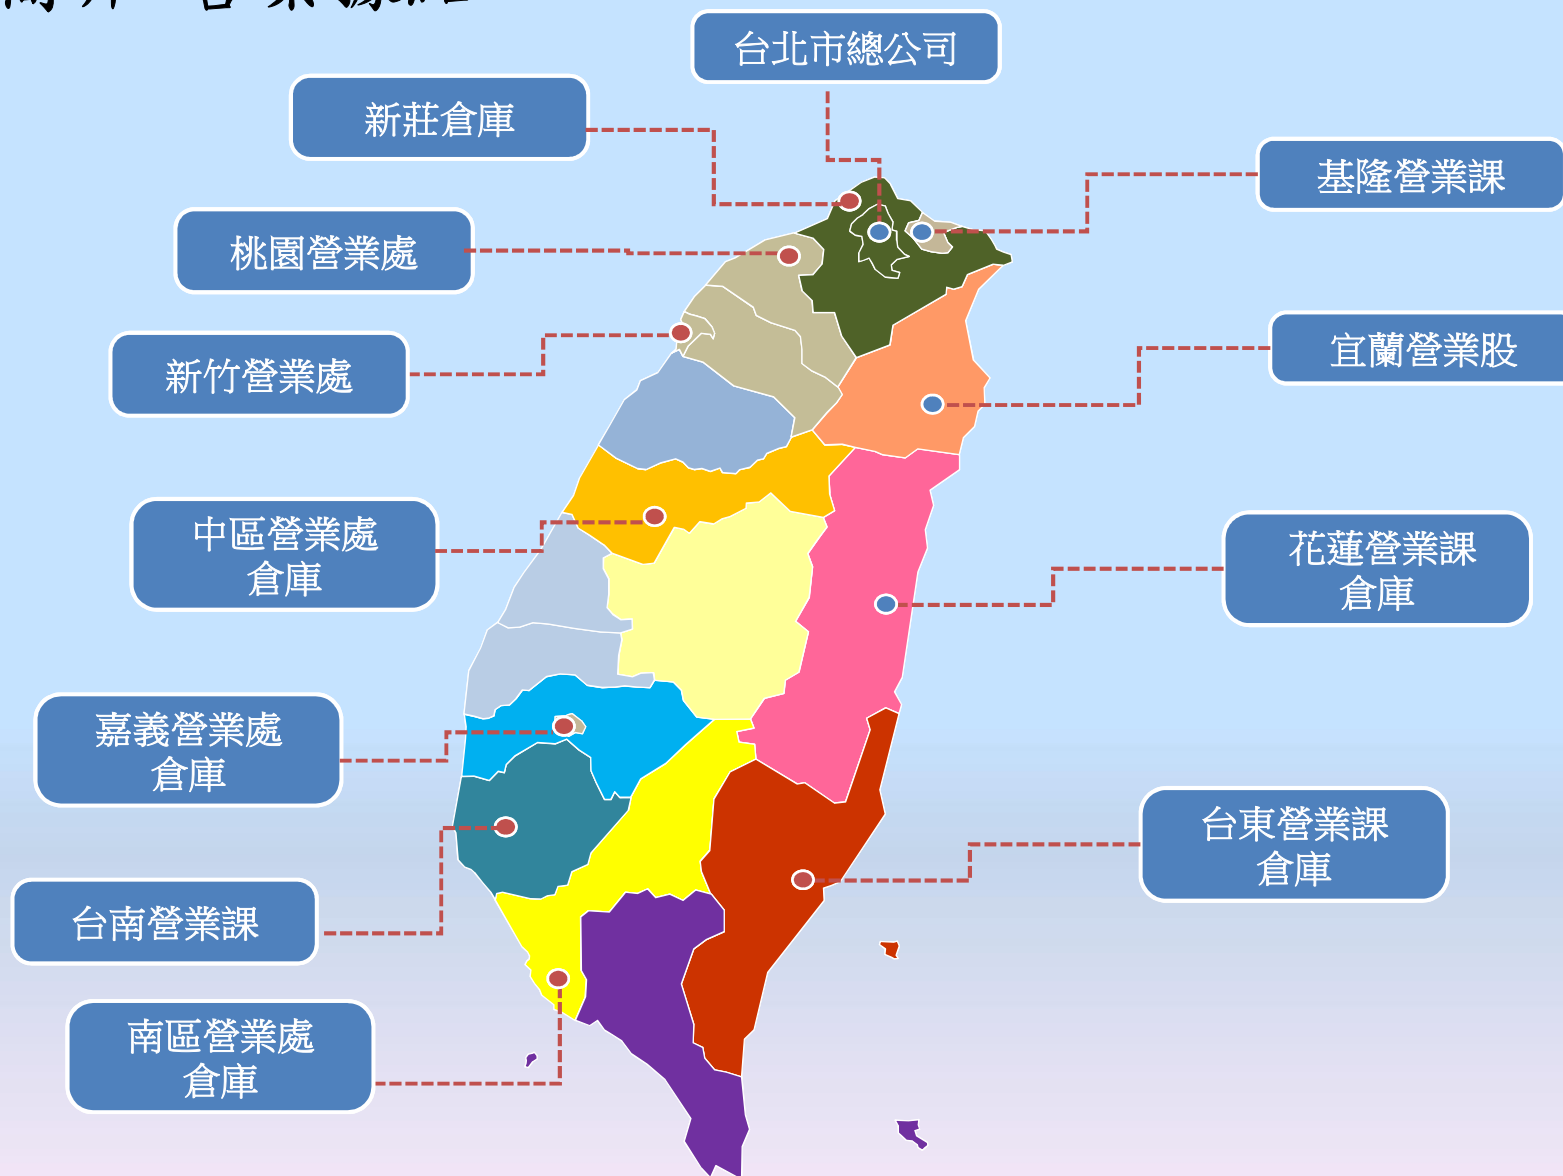 台北市總公司
新莊倉庫
基隆營業課
桃園營業處
宜蘭營業股
新竹營業處
中區營業處
倉庫
花蓮營業課
倉庫
嘉義營業處
倉庫
台東營業課
倉庫
台南營業課
南區營業處
倉庫